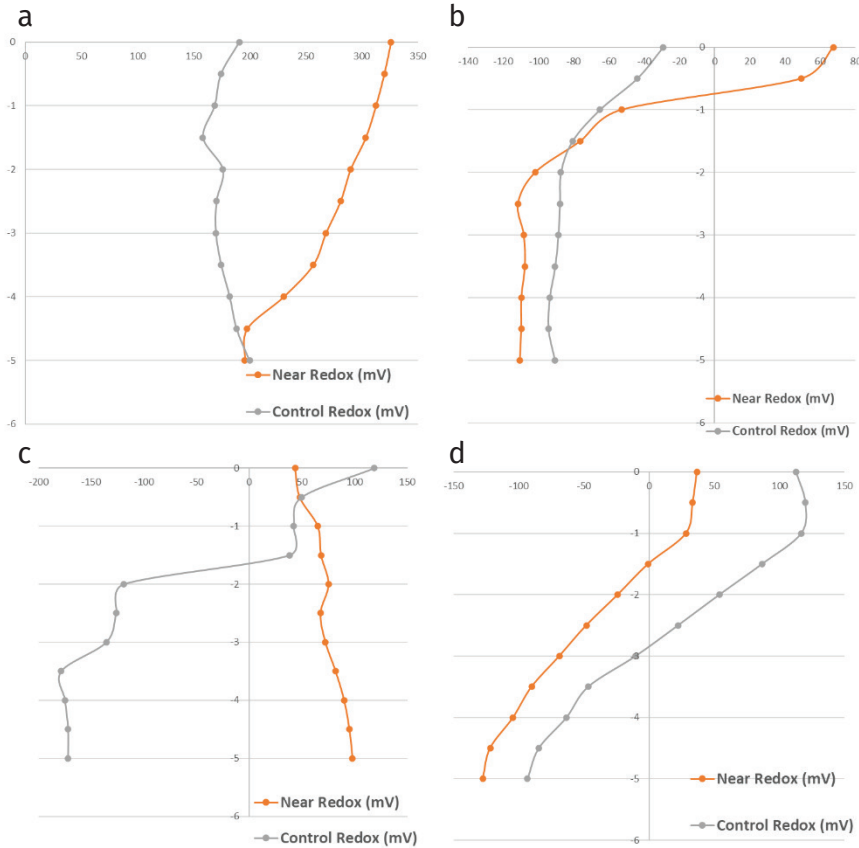 a
0 50 100 150 200 250 300 350
0
-1
-2
-3
-4
-5
-6
Near Redox (mV)
Control Redox (mV)
b
-140 -120 -100 -80 -60 -40 -20 0 20 40 60 80
0
-1
-2
-3
-4
-5
-6
Near Redox (mV)
Control Redox (mV)
c
-200 -150 -100 -50 0 50 100 150
0
-1
-2
-3
-4
-5
-6
Near Redox (mV)
Control Redox (mV)
d
-150 -100 -50 0 50 100 150
0
-1
-2
-3
-4
-5
-6
Near Redox (mV)
Control Redox (mV)